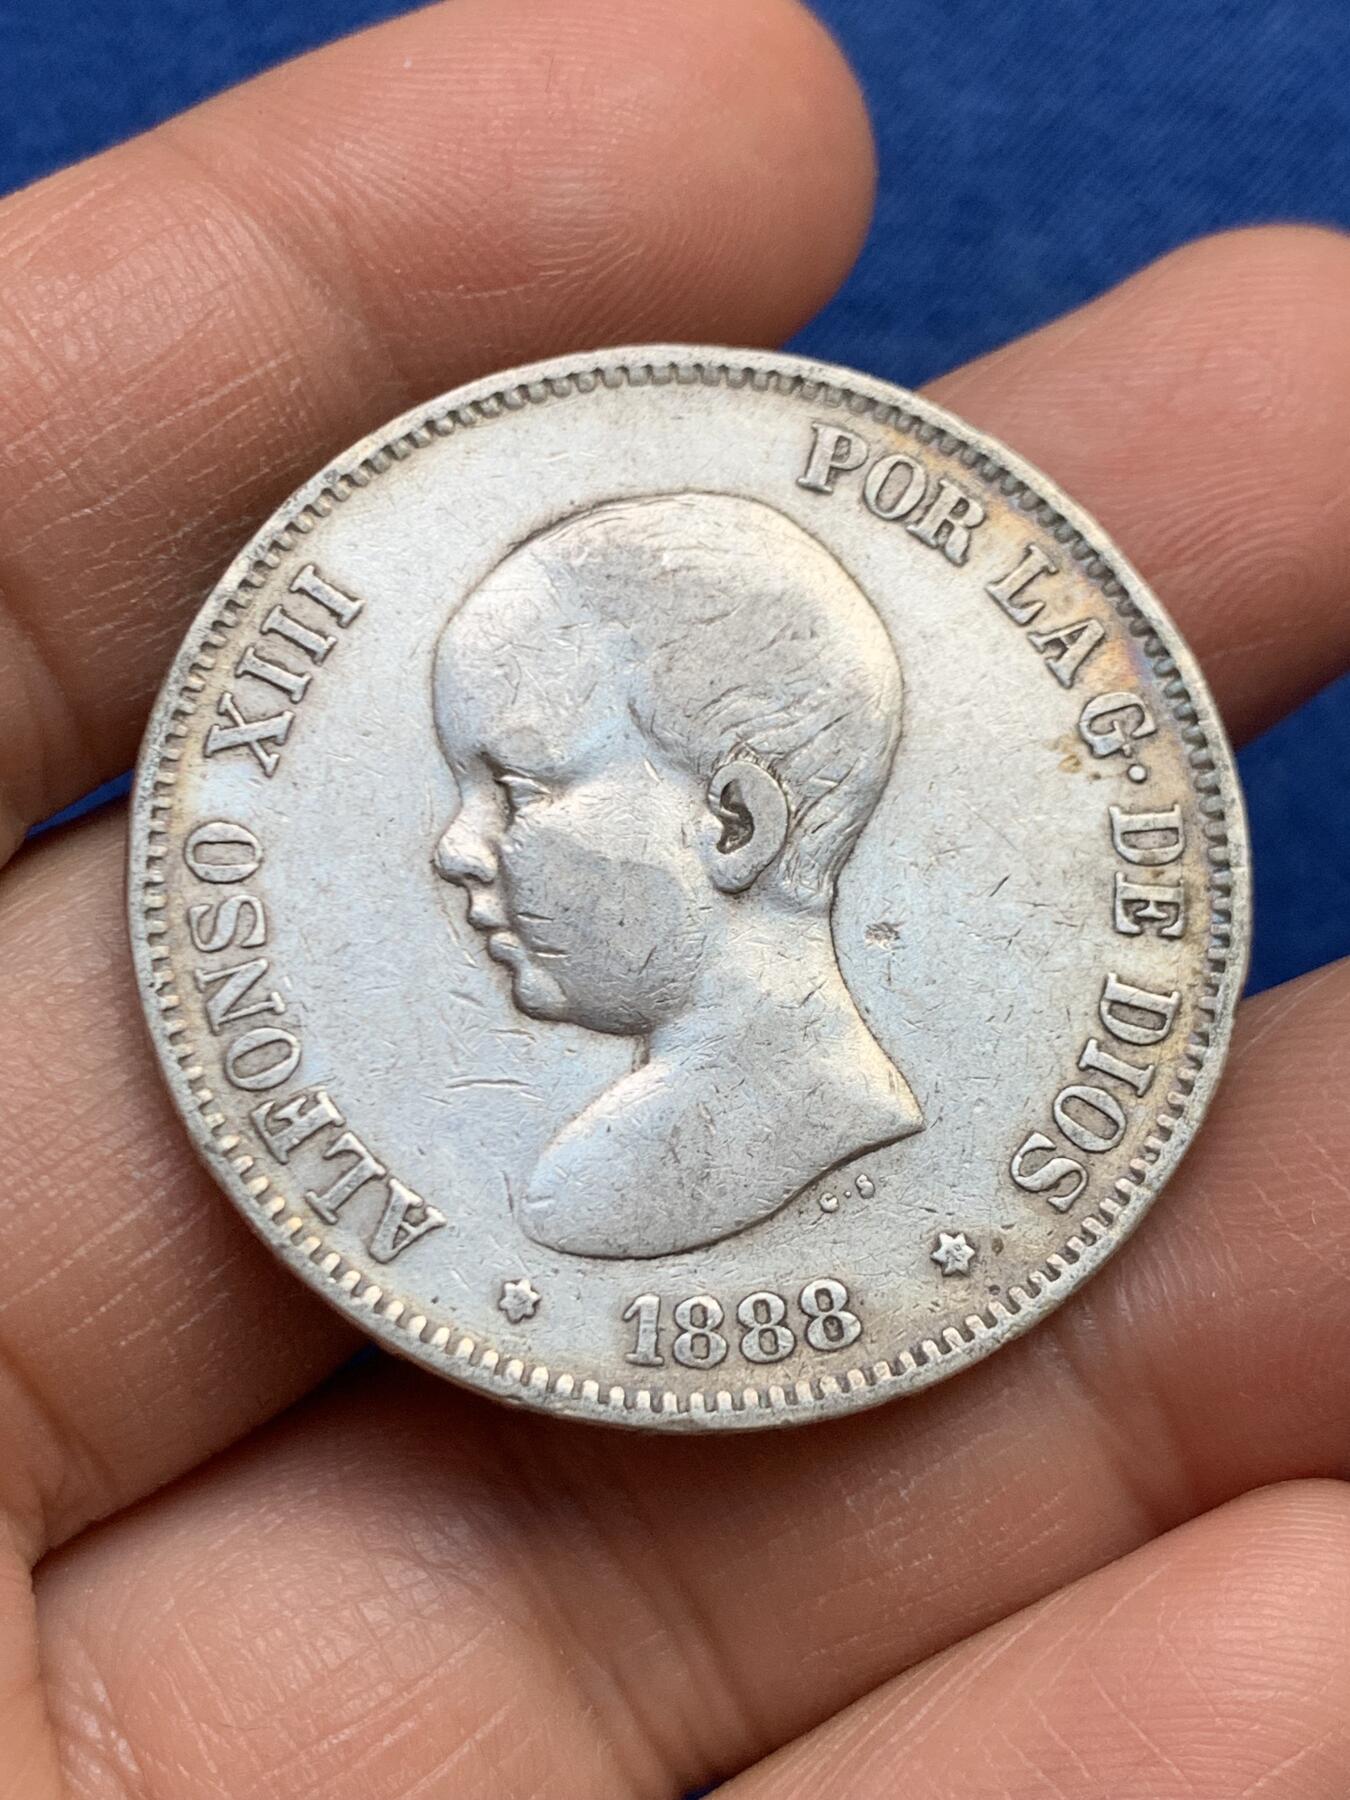 ALFONSO XIII POR LA G. DE DIOS
G.S.
1888